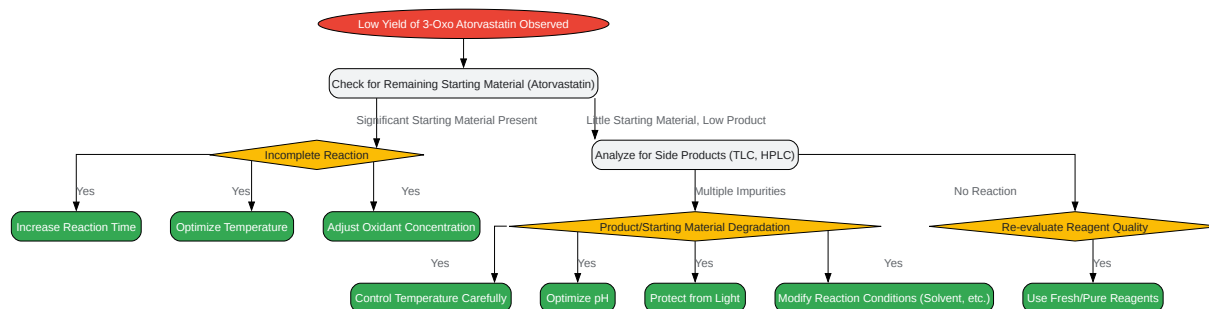 Low Yield of 3-Oxo Atorvastatin Observed
Check for Remaining Starting Material (Atorvastatin)
Significant Starting Material Present
Little Starting Material, Low Product
Incomplete Reaction
Analyze for Side Products (TLC, HPLC)
Yes
Yes
Yes
Multiple Impurities
No Reaction
Increase Reaction Time
Optimize Temperature
Adjust Oxidant Concentration
Product/Starting Material Degradation
Re-evaluate Reagent Quality
Yes
Yes
Yes
Yes
Yes
Control Temperature Carefully
Optimize pH
Protect from Light
Modify Reaction Conditions (Solvent, etc.)
Use Fresh/Pure Reagents